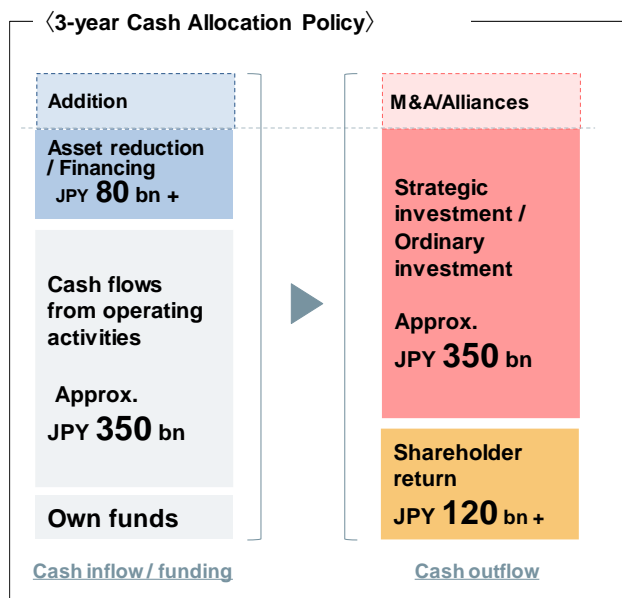 〈3-year Cash Allocation Policy〉
Addition
Asset reduction
/ Financing
JPY 80 bn +
Cash flows
from operating
activities
Approx.
JPY 350 bn
Own funds
Cash inflow / funding
M&A/Alliances
Strategic
investment /
Ordinary
investment
Approx.
JPY 350 bn
Shareholder
return
JPY 120 bn +
Cash outflow